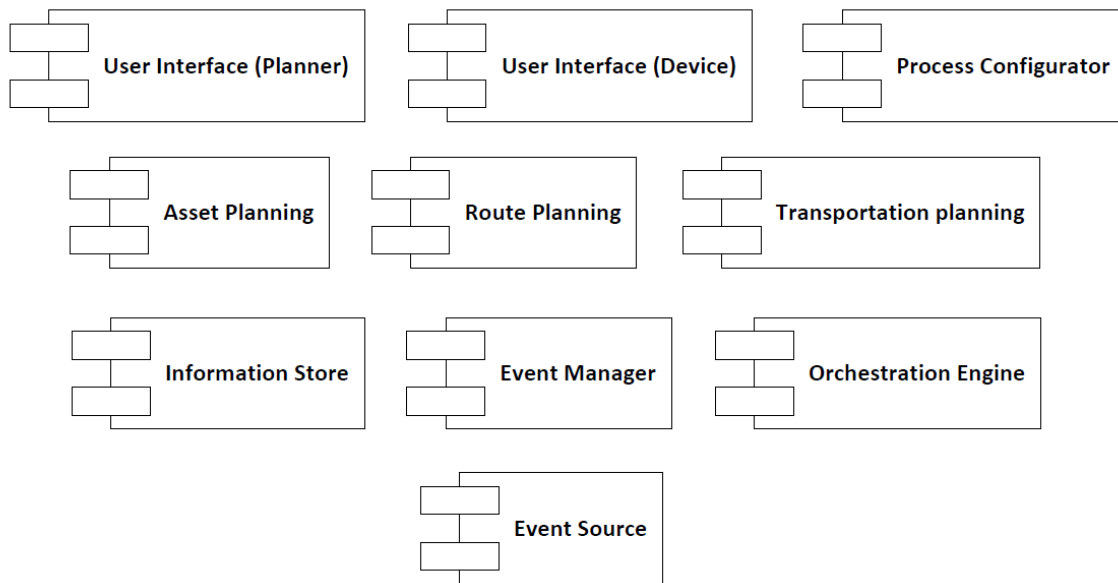 User Interface (Planner)
User Interface (Device)
Process Configurator
Asset Planning
Route Planning
Transportation planning
Information Store
Event Manager
Orchestration Engine
Event Source